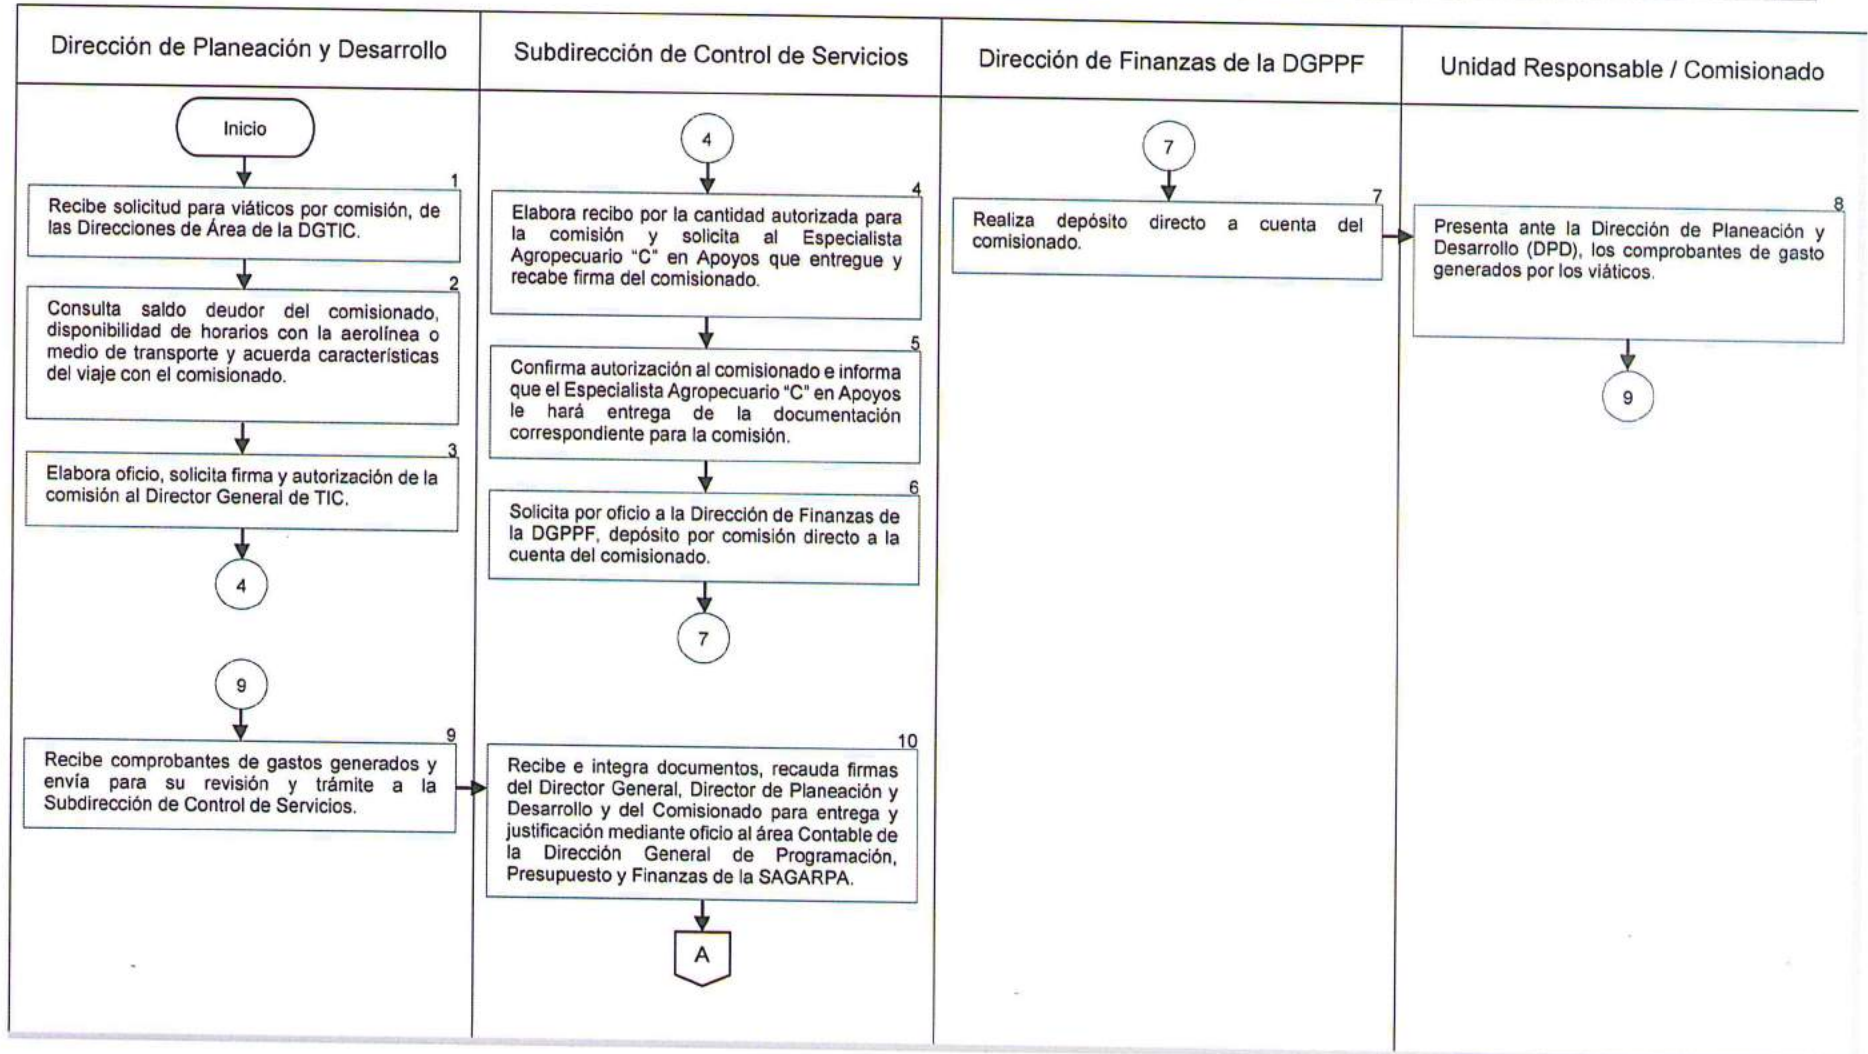 Dirección de Planeación y Desarrollo
Subdirección de Control de Servicios
Dirección de Finanzas de la DGPPF
Unidad Responsable / Comisionado
Inicio
1
Recibe solicitud para viáticos por comisión, de
las Direcciones de Área de la DGTIC.
2
Consulta saldo deudor del comisionado,
disponibilidad de horarios con la aerolínea o
medio de transporte y acuerda características
del viaje con el comisionado.
3
Elabora oficio, solicita firma y autorización de la
comisión al Director General de TIC.
4
4
4
Elabora recibo por la cantidad autorizada para
la comisión y solicita al Especialista
Agropecuario “C” en Apoyos que entregue y
recabe firma del comisionado.
5
Confirma autorización al comisionado e informa
que el Especialista Agropecuario “C” en Apoyos
le hará entrega de la documentación
correspondiente para la comisión.
6
Solicita por oficio a la Dirección de Finanzas de
la DGPPF, depósito por comisión directo a la
cuenta del comisionado.
7
7
7
Realiza depósito directo a cuenta del
comisionado.
8
Presenta ante la Dirección de Planeación y
Desarrollo (DPD), los comprobantes de gasto
generados por los viáticos.
9
9
9
Recibe comprobantes de gastos generados y
envía para su revisión y trámite a la
Subdirección de Control de Servicios.
10
Recibe e integra documentos, recauda firmas
del Director General, Director de Planeación y
Desarrollo y del Comisionado para entrega y
justificación mediante oficio al área Contable de
la Dirección General de Programación,
Presupuesto y Finanzas de la SAGARPA.
A